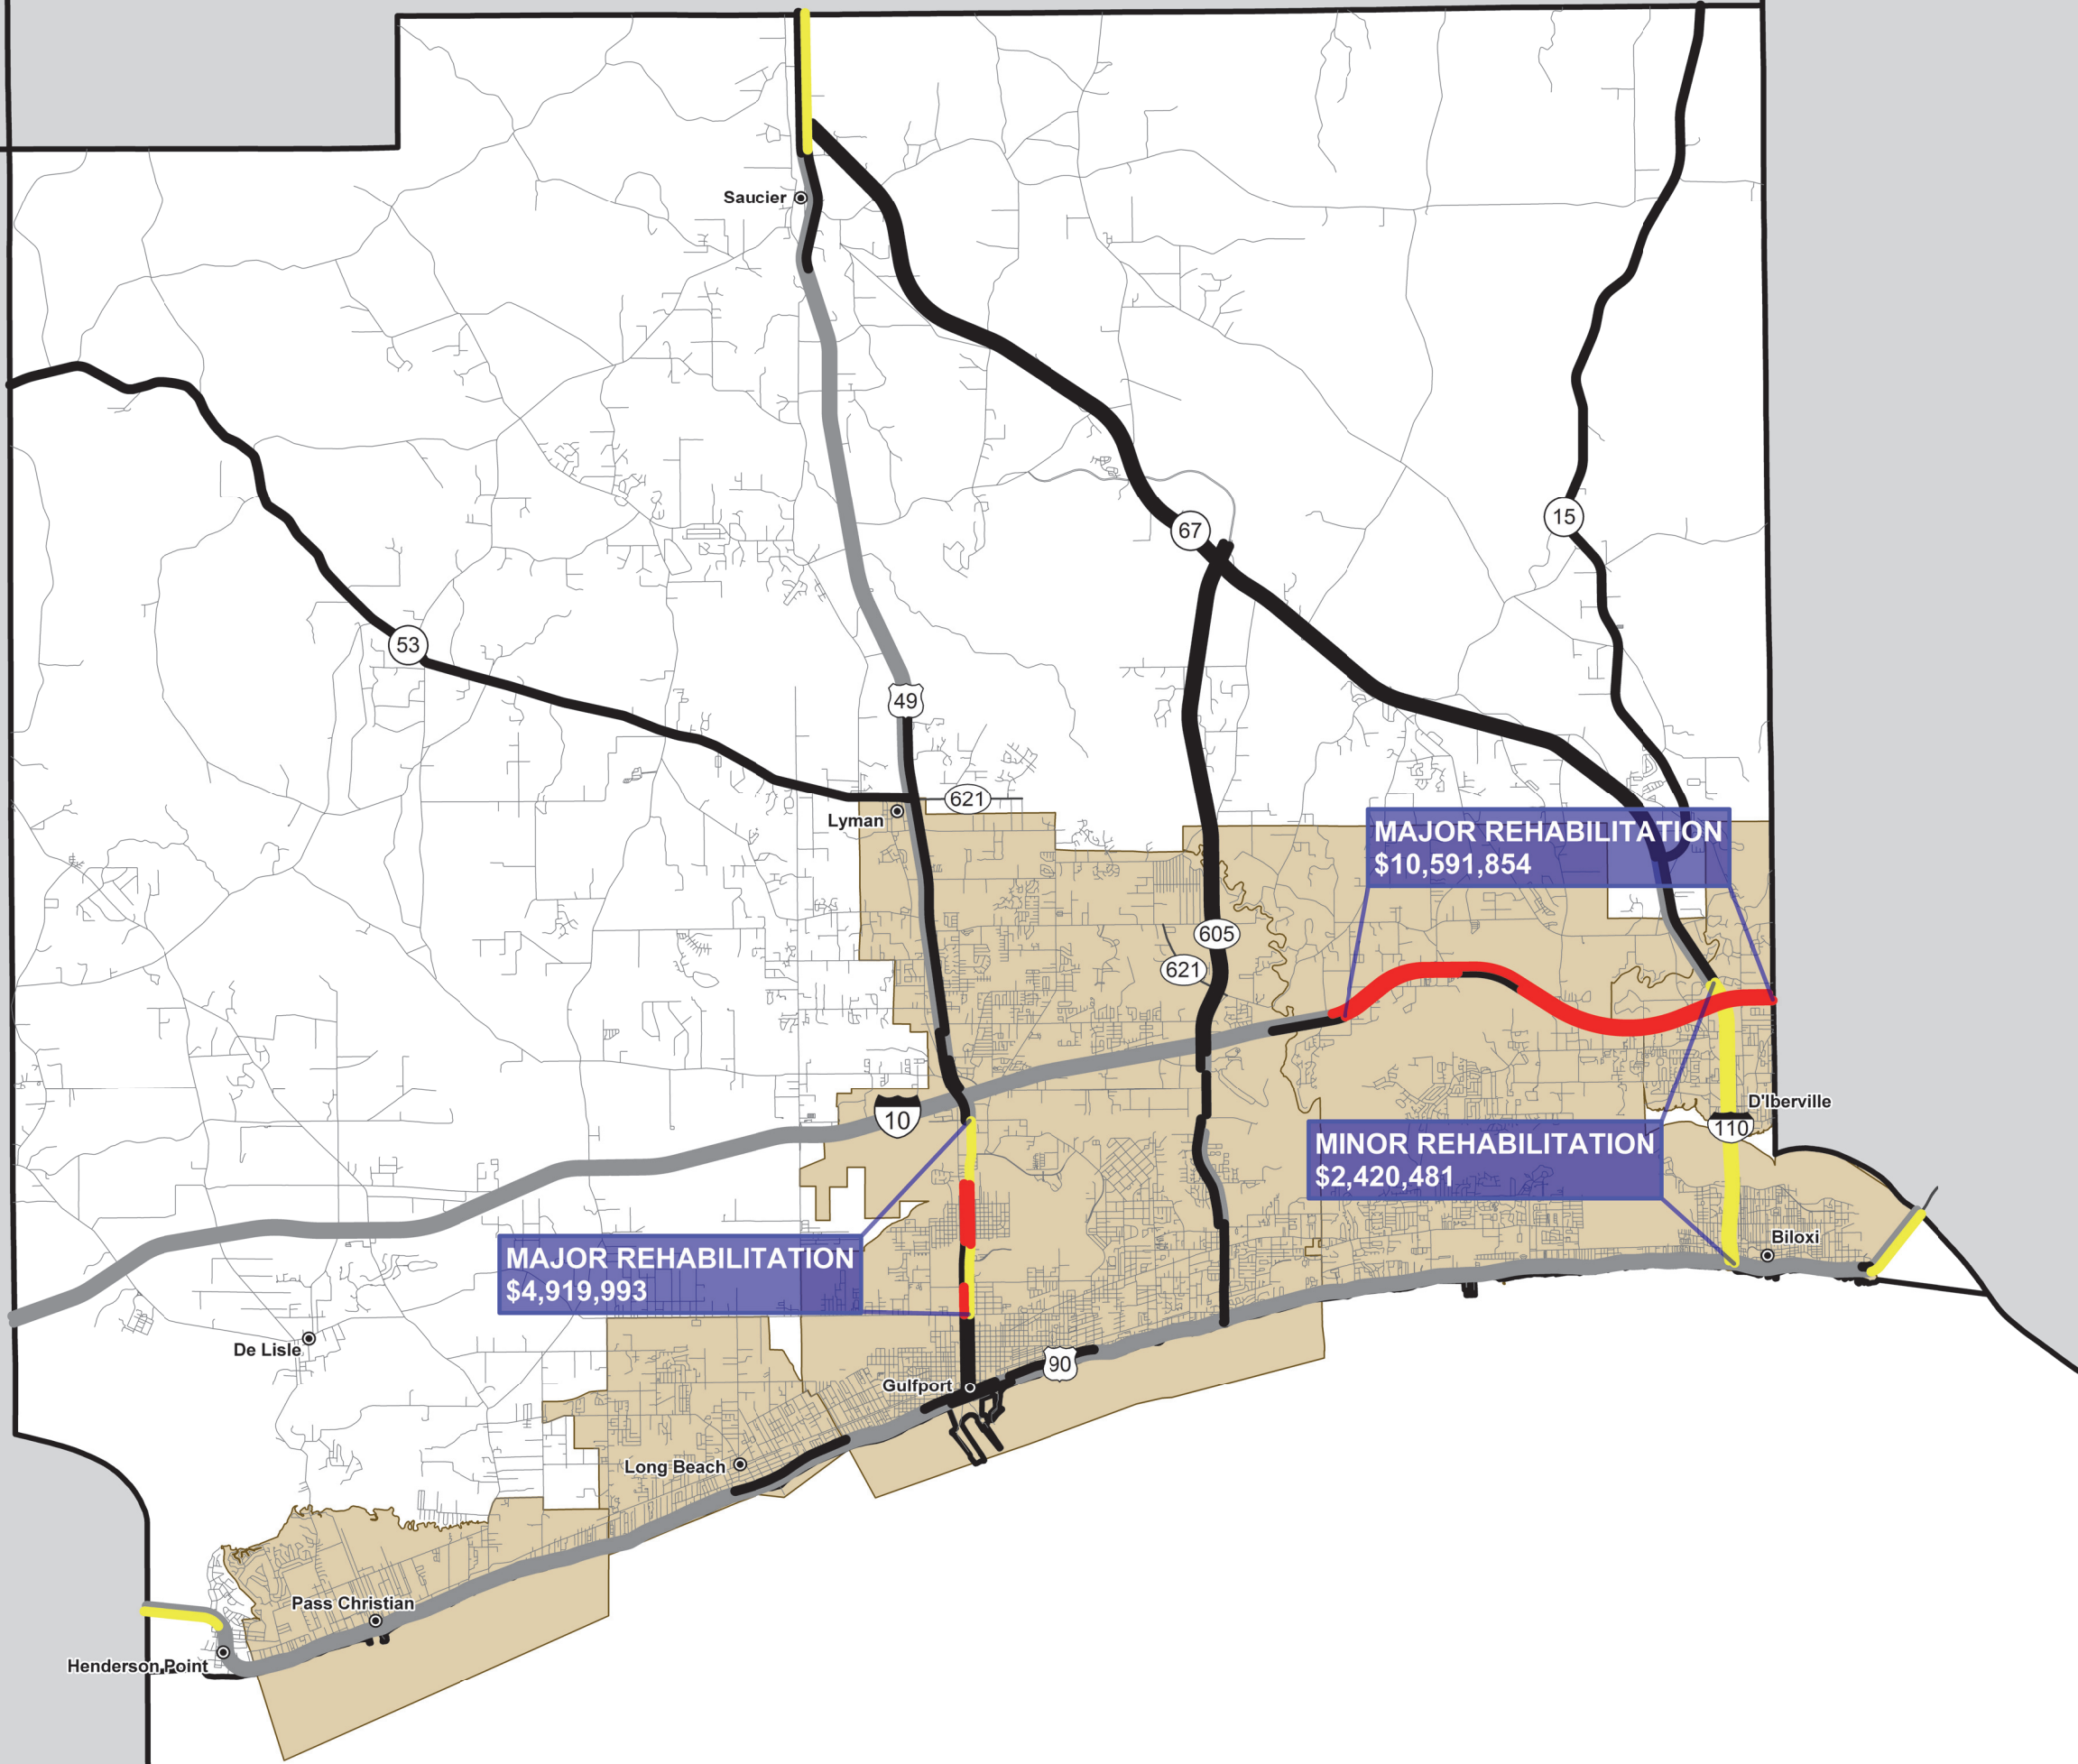 Saucier
67
15
53
49
621
Lyman
MAJOR REHABILITATION
$10,591,854
605
621
10
D'Iberville
110
MINOR REHABILITATION
$2,420,481
Biloxi
MAJOR REHABILITATION
$4,919,993
De Lisle
90
Gulfport
Long Beach
Pass Christian
Henderson Point